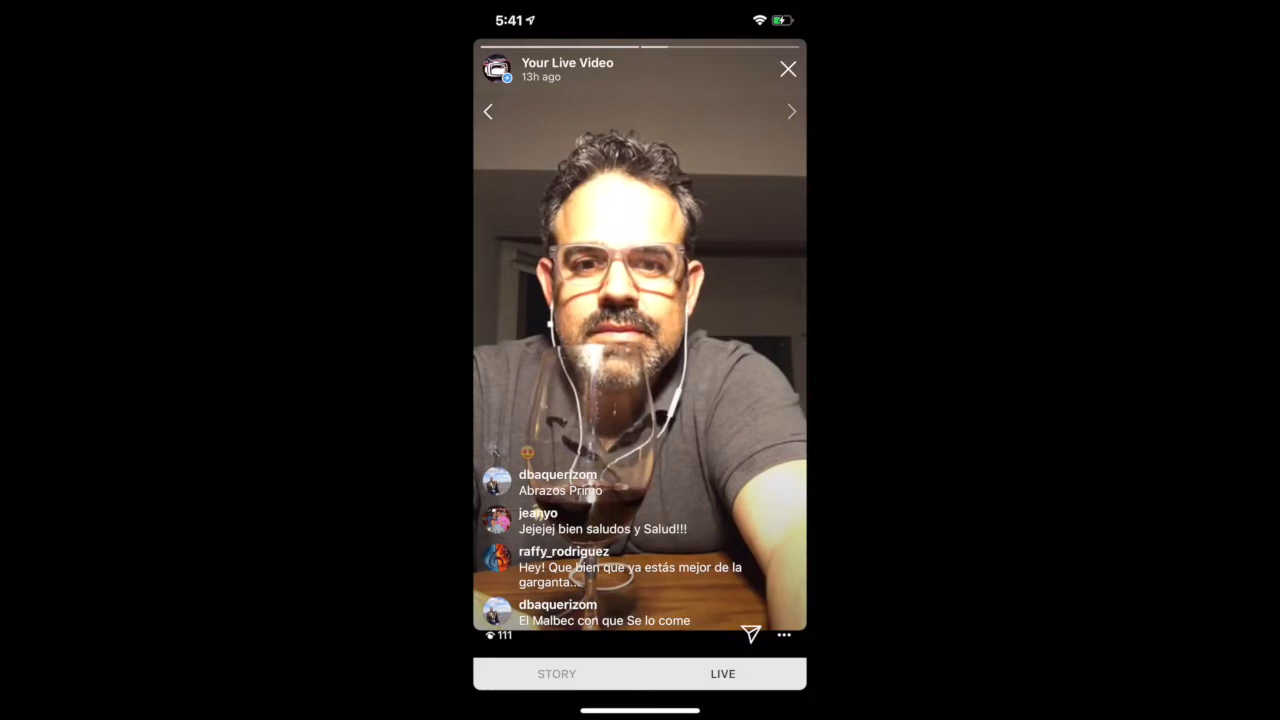 5:41
Your Live Video
13h ago
dbaquerizom
Abrazos Primo
jeanyo
Jejejej bien saludos y Salud!!!
raffy_rodriguez
Hey! Que bien que ya estás mejor de la
garganta...
dbaquerizom
El Malbec con que Se lo come
111
STORY
LIVE